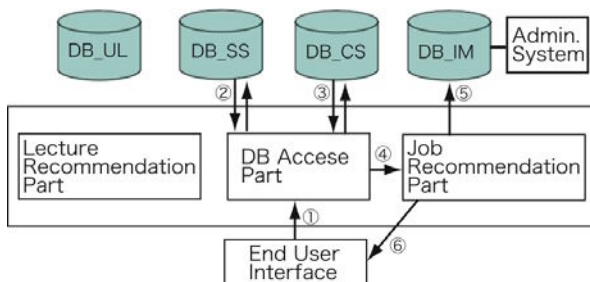 DB_UL
DB_SS
DB_CS
DB_IM
Admin.
System
②
③
⑤
Lecture
Recommendation
Part
DB Accese
Part
④
Job
Recommendation
Part
①
⑥
End User
Interface